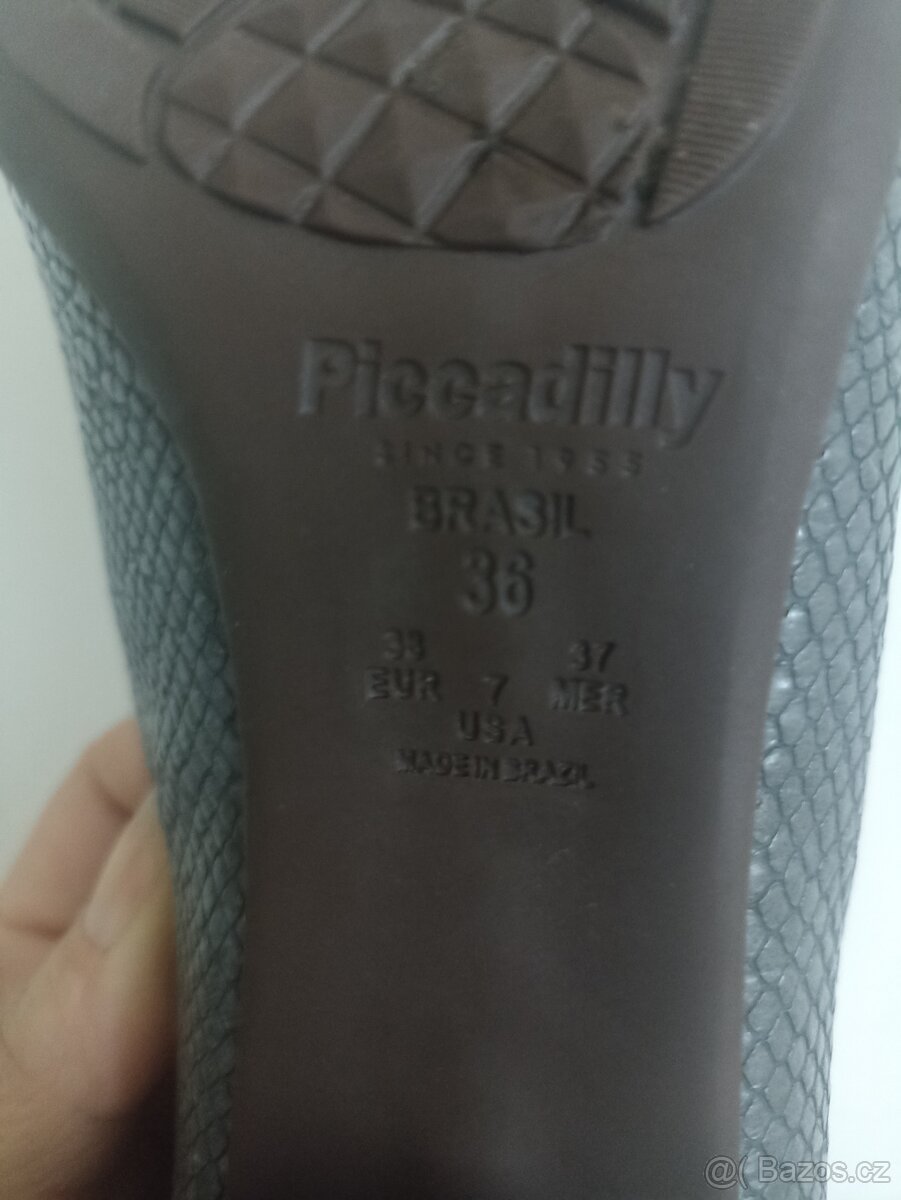 Piccadilly
SINCE 1955
BRASIL
36
38 37
EUR 7 MER
USA
MADE IN BRAZIL
@( Bazos.cz